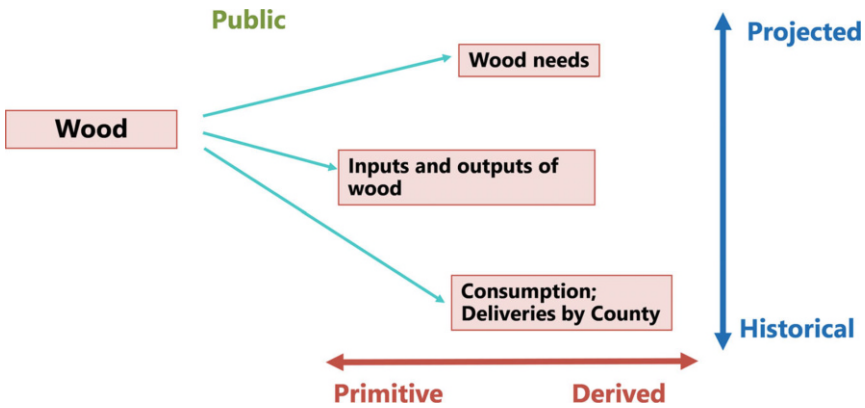 Public
Projected
Wood needs
Wood
Inputs and outputs of
wood
Consumption;
Deliveries by County
Historical
Primitive
Derived